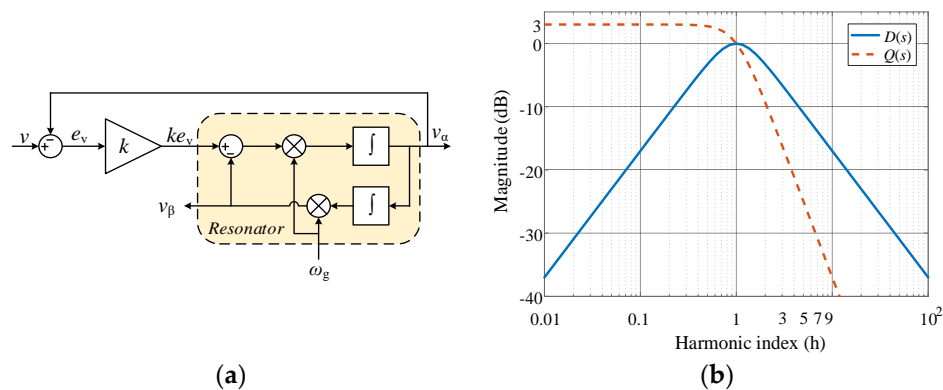 v
+
−
e_v
k
ke_v
+
−
∫
v_α
v_β
∫
Resonator
ω_g
(a)
D(s)
Q(s)
Magnitude (dB)
3
0
-10
-20
-30
-40
0.01 0.1 1 3 5 7 9 10^2
Harmonic index (h)
(b)